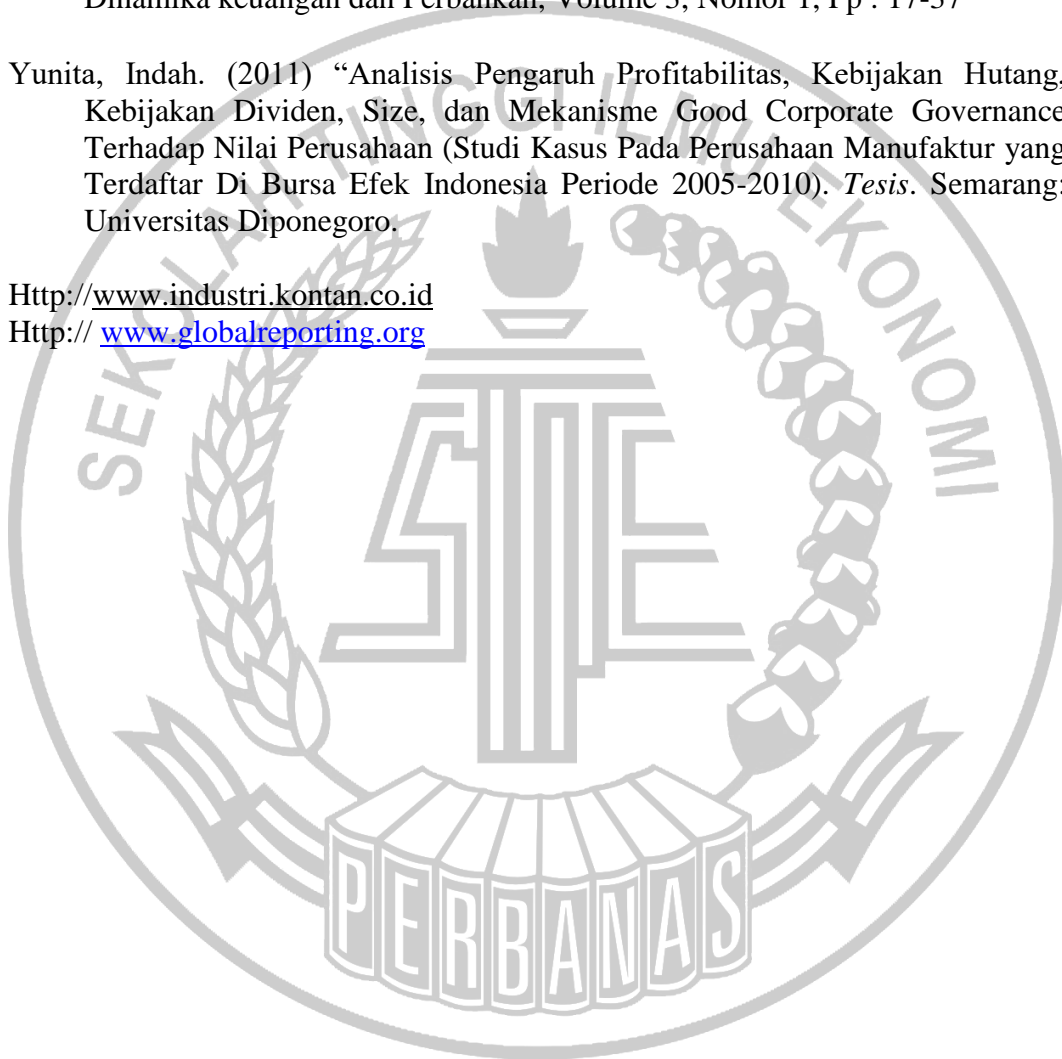 Dinamika keuangan dan Perbankan, Volume 3, Nomor 1, Pp : 17-37
Yunita, Indah. (2011) “Analisis Pengaruh Profitabilitas, Kebijakan Hutang,
Kebijakan Dividen, Size, dan Mekanisme Good Corporate Governance
Terhadap Nilai Perusahaan (Studi Kasus Pada Perusahaan Manufaktur yang
Terdaftar Di Bursa Efek Indonesia Periode 2005-2010). Tesis. Semarang:
Universitas Diponegoro.
Http://www.industri.kontan.co.id
Http:// www.globalreporting.org
SEKOLAH TINGGI ILMU EKONOMI
STIE
PERBANAS